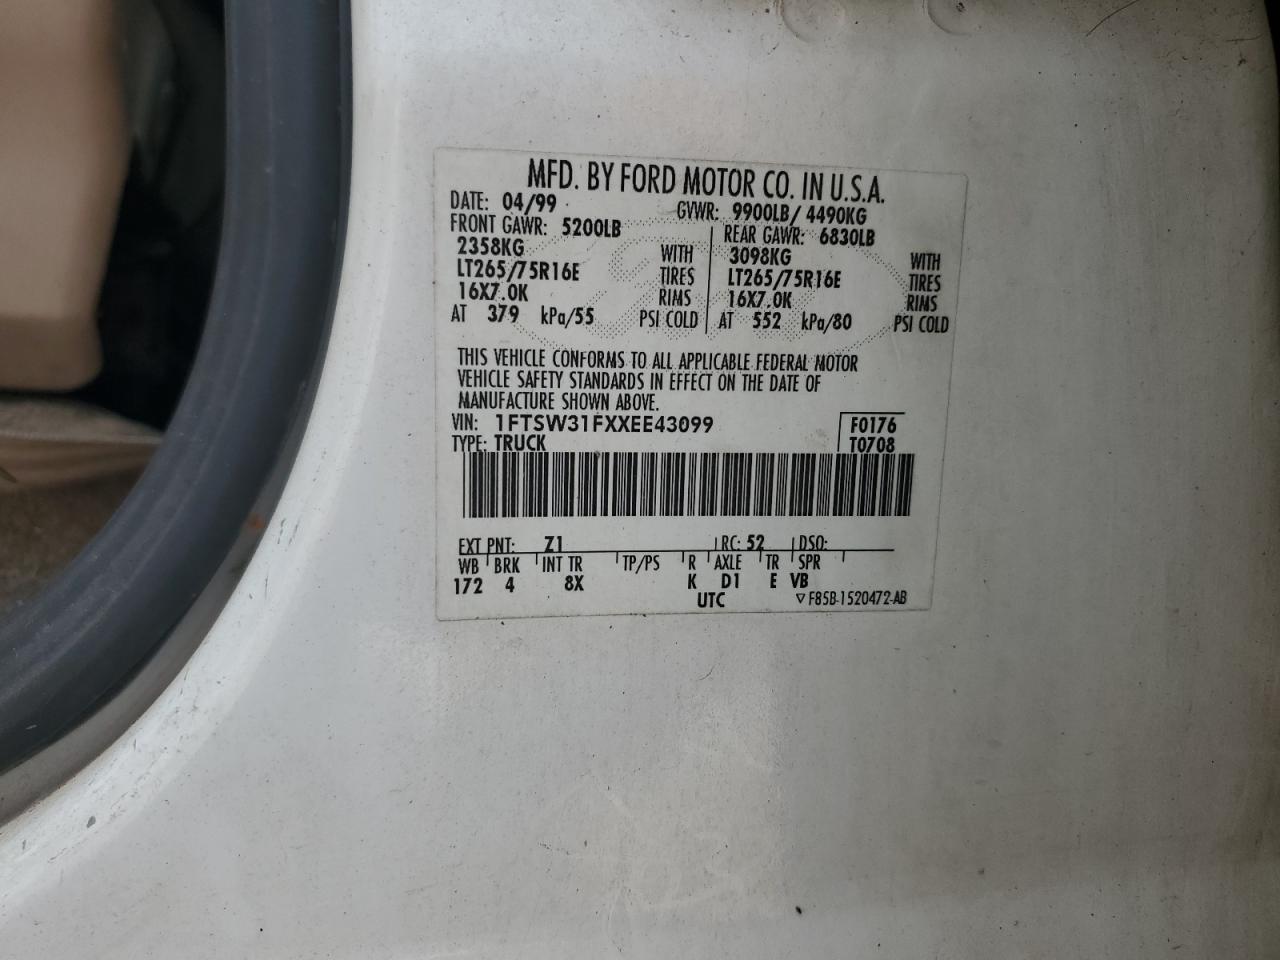 MFD. BY FORD MOTOR CO. IN U.S.A.
DATE: 04/99 GVWR: 9900LB/ 4490KG
FRONT GAWR: 5200LB REAR GAWR: 6830LB
2358KG WITH 3098KG WITH
LT265/75R16E TIRES LT265/75R16E TIRES
16X7.0K RIMS 16X7.0K RIMS
AT 379 kPa/55 PSI COLD AT 552 kPa/80 PSI COLD
THIS VEHICLE CONFORMS TO ALL APPLICABLE FEDERAL MOTOR
VEHICLE SAFETY STANDARDS IN EFFECT ON THE DATE OF
MANUFACTURE SHOWN ABOVE.
VIN: 1FTSW31FXXEE43099 F0176
TYPE: TRUCK T0708
EXT PNT: Z1 RC: 52 DSO:
WB BRK INT TR TP/PS R AXLE TR SPR
172 4 8X K D1 E VB
UTC ▽ F85B-1520472-AB